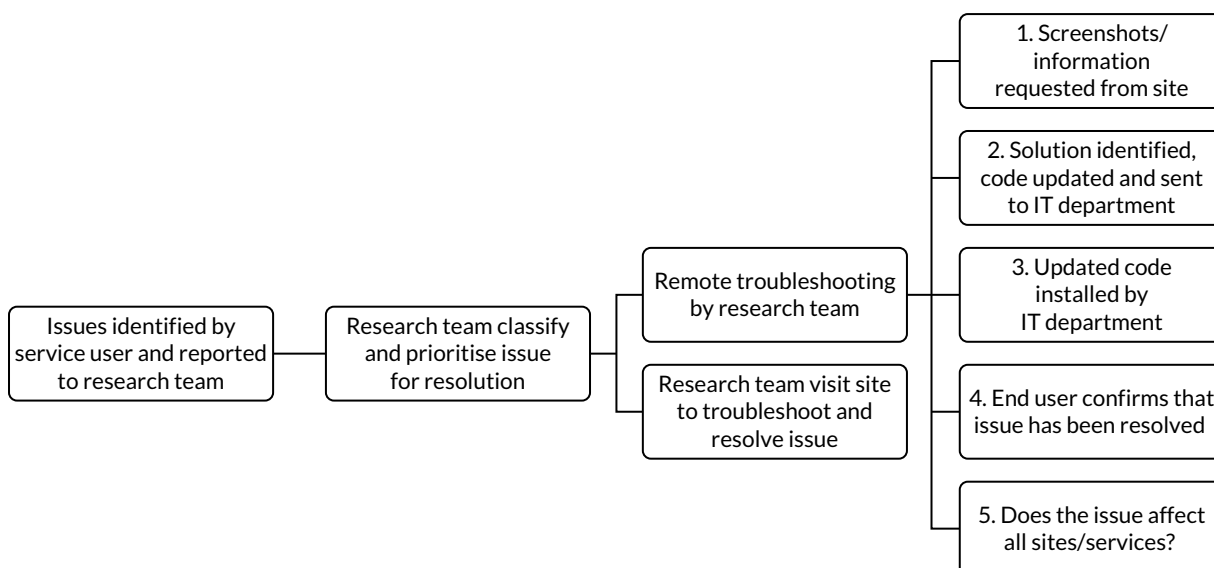 Issues identified by
service user and reported
to research team
Research team classify
and prioritise issue
for resolution
Remote troubleshooting
by research team
Research team visit site
to troubleshoot and
resolve issue
1. Screenshots/
information
requested from site
2. Solution identified,
code updated and sent
to IT department
3. Updated code
installed by
IT department
4. End user confirms that
issue has been resolved
5. Does the issue affect
all sites/services?